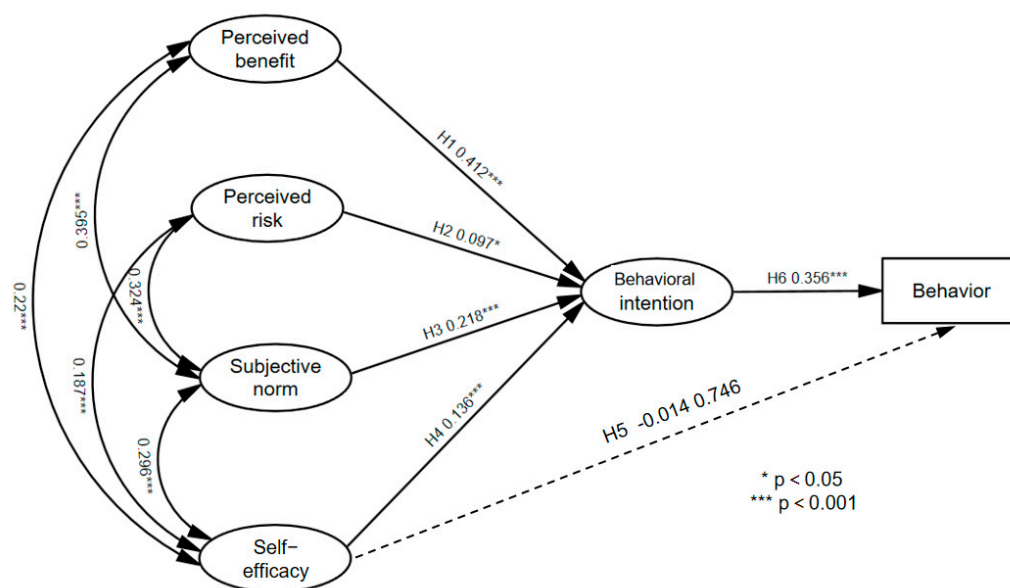 Perceived
benefit
H1 0.412***
0.395***
Perceived
risk
H2 0.097*
0.22***
0.324***
Behavioral
intention
H6 0.356***
Behavior
0.187***
H3 0.218***
Subjective
norm
H4 0.136***
H5 -0.014 0.746
0.296***
* p < 0.05
*** p < 0.001
Self-
efficacy